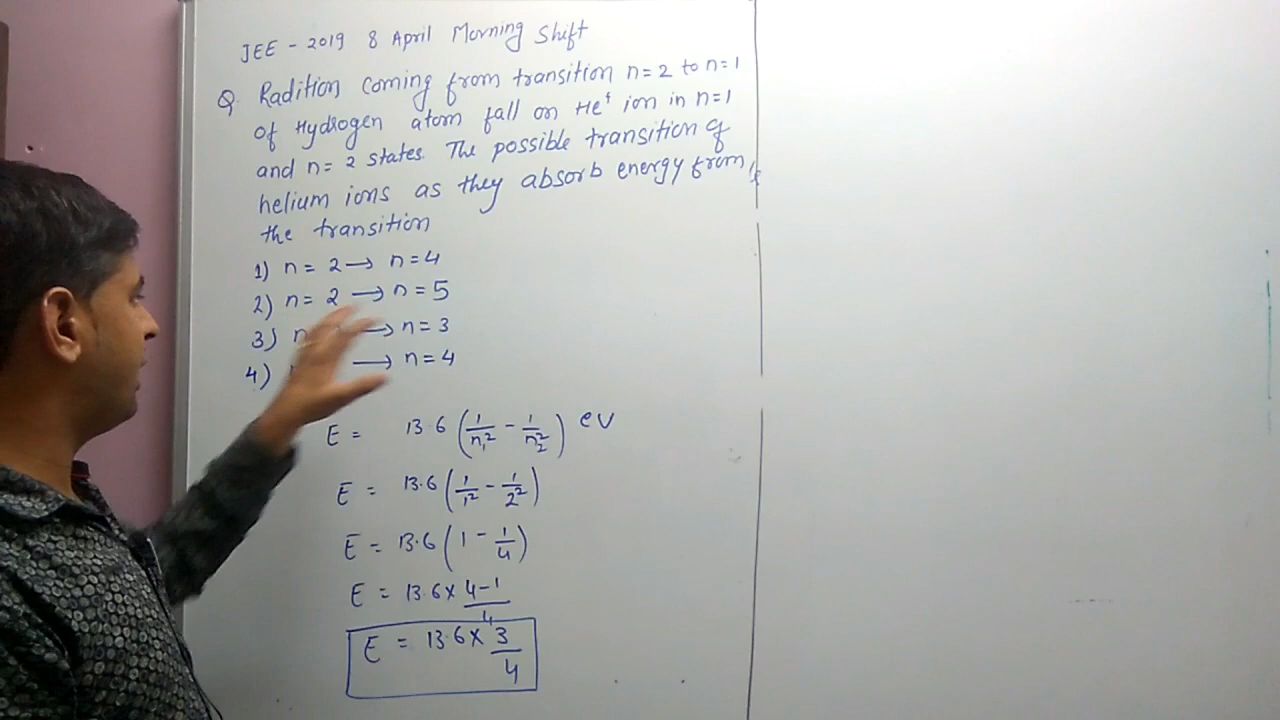 JEE - 2019 8 April Morning Shift
Q. Radition coming from transition n=2 to n=1
of Hydrogen atom fall on He⁺ ion in n=1
and n=2 states. The possible transition of
helium ions as they absorb energy from
the transition
1) n = 2 → n=4
2) n= 2 → n = 5
3) n → n = 3
4) → n = 4
E = 13.6 (1/n₁² - 1/n₂²) ev
E = 13.6 (1/1² - 1/2²)
E = 13.6 (1 - 1/4)
E = 13.6 x 4-1/4
E = 13.6 x 3/4